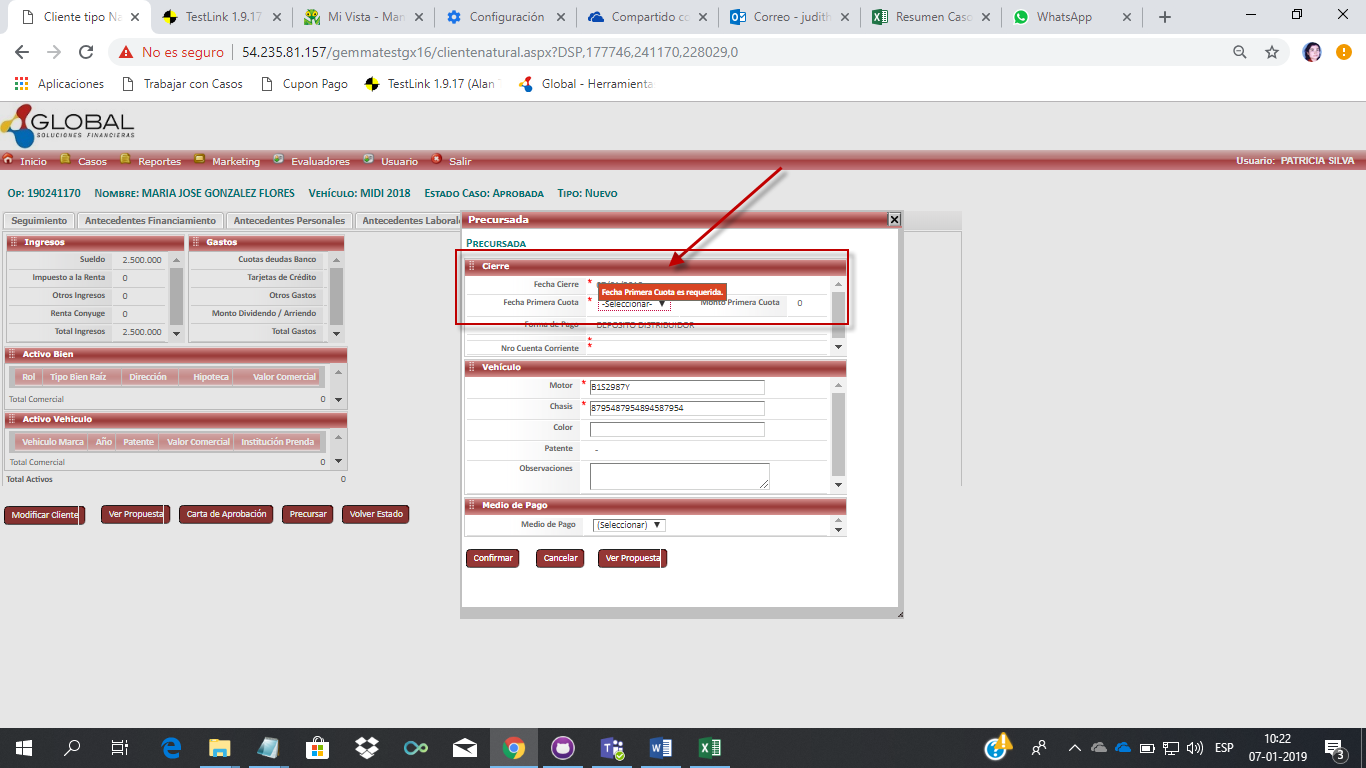 Cliente tipo Na
TestLink 1.9.17
Mi Vista - Man
Configuración
Compartido co
Correo - judith
Resumen Caso
WhatsApp
No es seguro | 54.235.81.157/gemmatestgx16/clientenatural.aspx?DSP,177746,241170,228029,0
Aplicaciones
Trabajar con Casos
Cupon Pago
TestLink 1.9.17 (Alan
Global - Herramienta
GLOBAL
SOLUCIONES FINANCIERAS
Inicio Casos Reportes Marketing Evaluadores Usuario Salir
Usuario: PATRICIA SILVA
OP: 190241170 NOMBRE: MARIA JOSE GONZALEZ FLORES VEHÍCULO: MIDI 2018 ESTADO CASO: APROBADA TIPO: NUEVO
Seguimiento
Antecedentes Financiamiento
Antecedentes Personales
Antecedentes Laboral
Ingresos
Sueldo 2.500.000
Impuesto a la Renta 0
Otros Ingresos 0
Renta Conyuge 0
Total Ingresos 2.500.000
Gastos
Cuotas deudas Banco
Tarjetas de Crédito
Otros Gastos
Monto Dividendo / Arriendo
Total Gastos
Activo Bien
Rol Tipo Bien Raíz Dirección Hipoteca Valor Comercial
Total Comercial 0
Activo Vehiculo
Vehiculo Marca Año Patente Valor Comercial Institución Prenda
Total Comercial 0
Total Activos 0
Modificar Cliente
Ver Propuesta
Carta de Aprobación
Precursar
Volver Estado
Precursada
PRECURSADA
Cierre
Fecha Cierre *
Fecha Primera Cuota es requerida.
Fecha Primera Cuota * -Seleccionar- Monto Primera Cuota 0
Forma de Pago DEPOSITO DISTRIBUIDOR
*
Nro Cuenta Corriente *
Vehículo
Motor * B152987Y
Chasis * 8795487954894587954
Color
Patente -
Observaciones
Medio de Pago
Medio de Pago (Seleccionar)
Confirmar
Cancelar
Ver Propuesta
ESP
10:22
07-01-2019
3